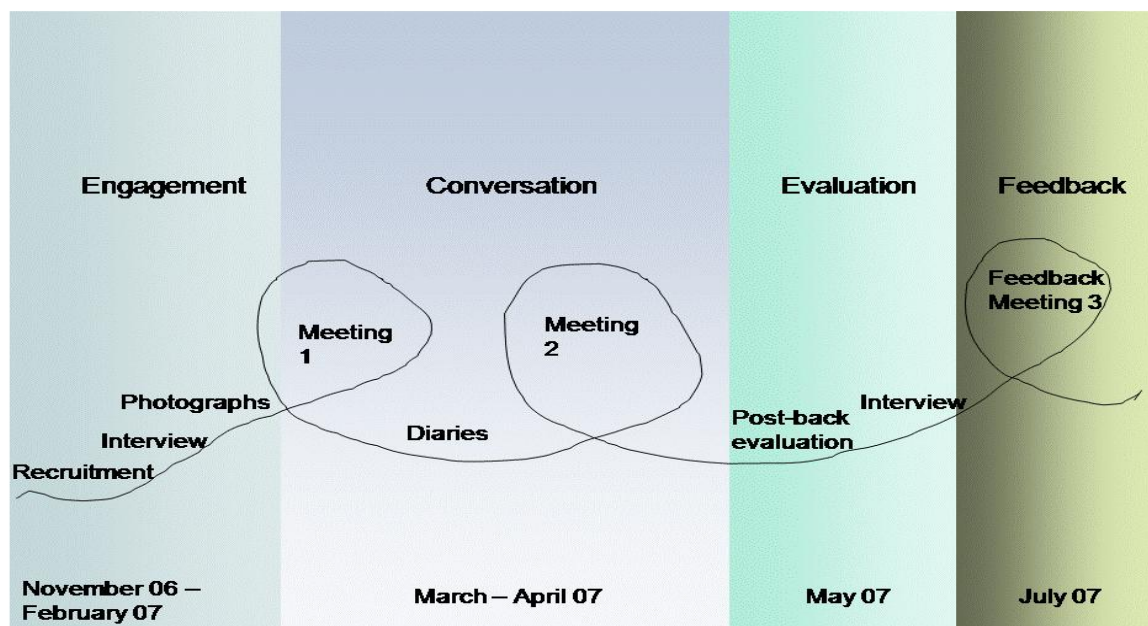 Engagement
Conversation
Evaluation
Feedback
Feedback
Meeting 3
Meeting
1
Meeting
2
Photographs
Interview
Recruitment
Diaries
Post-back
evaluation
Interview
November 06 –
February 07
March – April 07
May 07
July 07